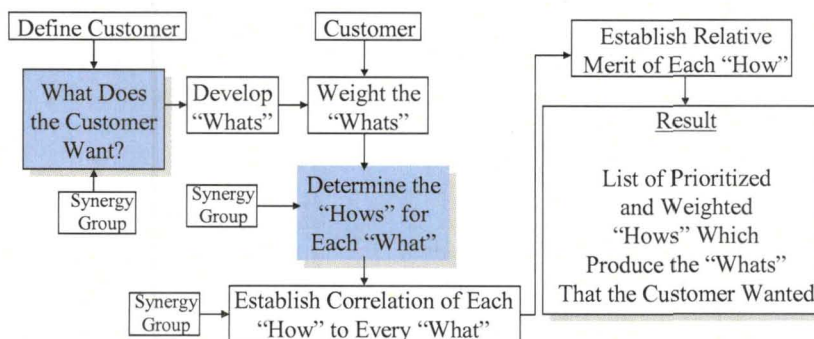 Define Customer
What Does
the Customer
Want?
Synergy
Group
Develop
“Whats”
Customer
Weight the
“Whats”
Synergy
Group
Determine the
“Hows” for
Each “What”
Synergy
Group
Establish Correlation of Each
“How” to Every “What”
Establish Relative
Merit of Each “How”
Result
List of Prioritized
and Weighted
“Hows” Which
Produce the “Whats”
That the Customer Wanted